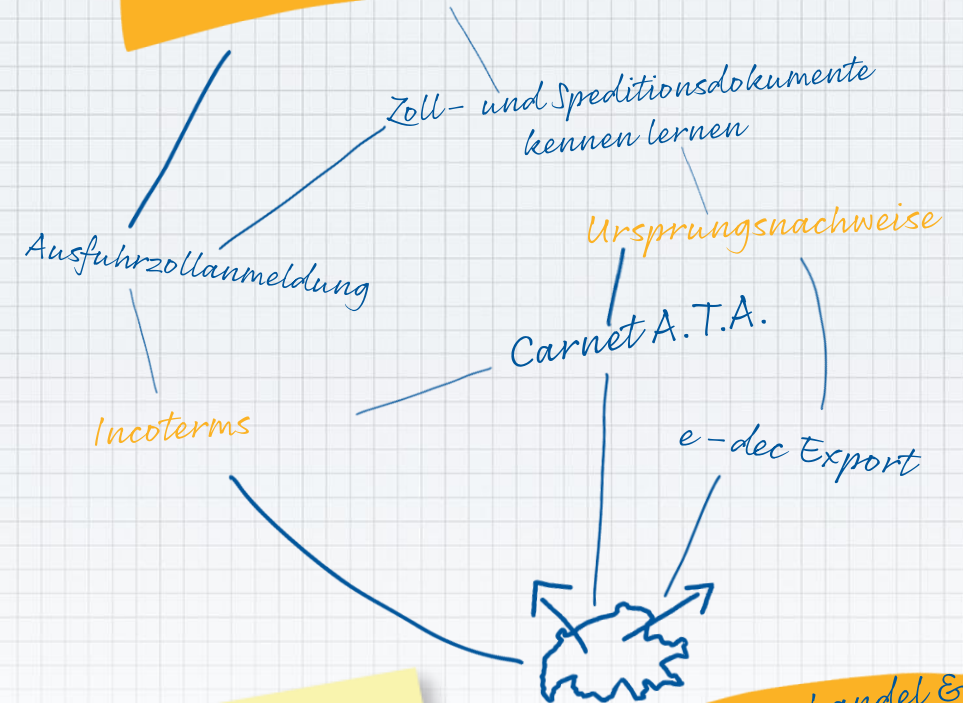 Zoll- und Speditionsdokumente
kennen lernen
Ursprungsnachweise
Ausfuhrzollanmeldung
Carnet A.T.A.
Incoterms
e-dec Export
&